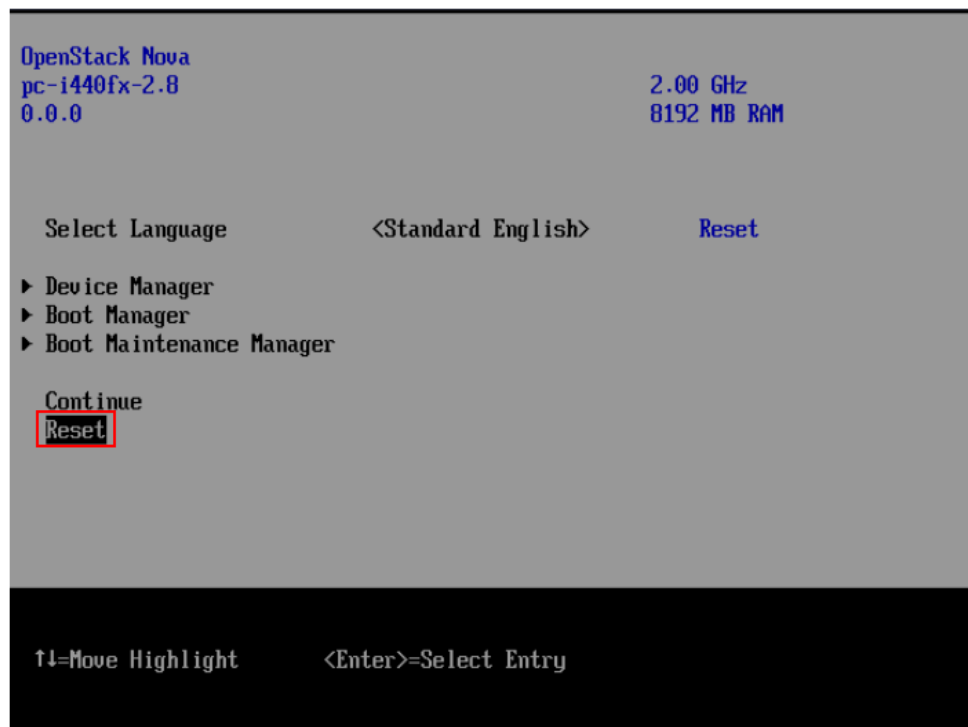 OpenStack Nova
pc-i440fx-2.8 2.00 GHz
0.0.0 8192 MB RAM
Select Language <Standard English> Reset
▶ Device Manager
▶ Boot Manager
▶ Boot Maintenance Manager
Continue
Reset
↑↓=Move Highlight <Enter>=Select Entry